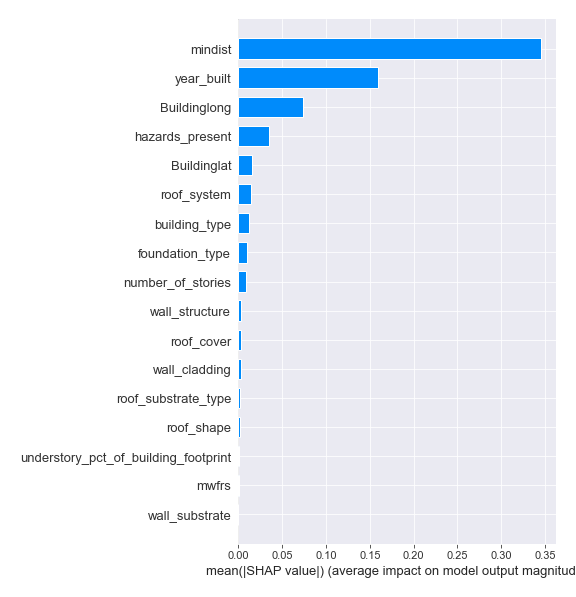 mindist
year_built
Buildinglong
hazards_present
Buildinglat
roof_system
building_type
foundation_type
number_of_stories
wall_structure
roof_cover
wall_cladding
roof_substrate_type
roof_shape
understory_pct_of_building_footprint
mwfrs
wall_substrate
0.00 0.05 0.10 0.15 0.20 0.25 0.30 0.35
mean(|SHAP value|) (average impact on model output magnitud